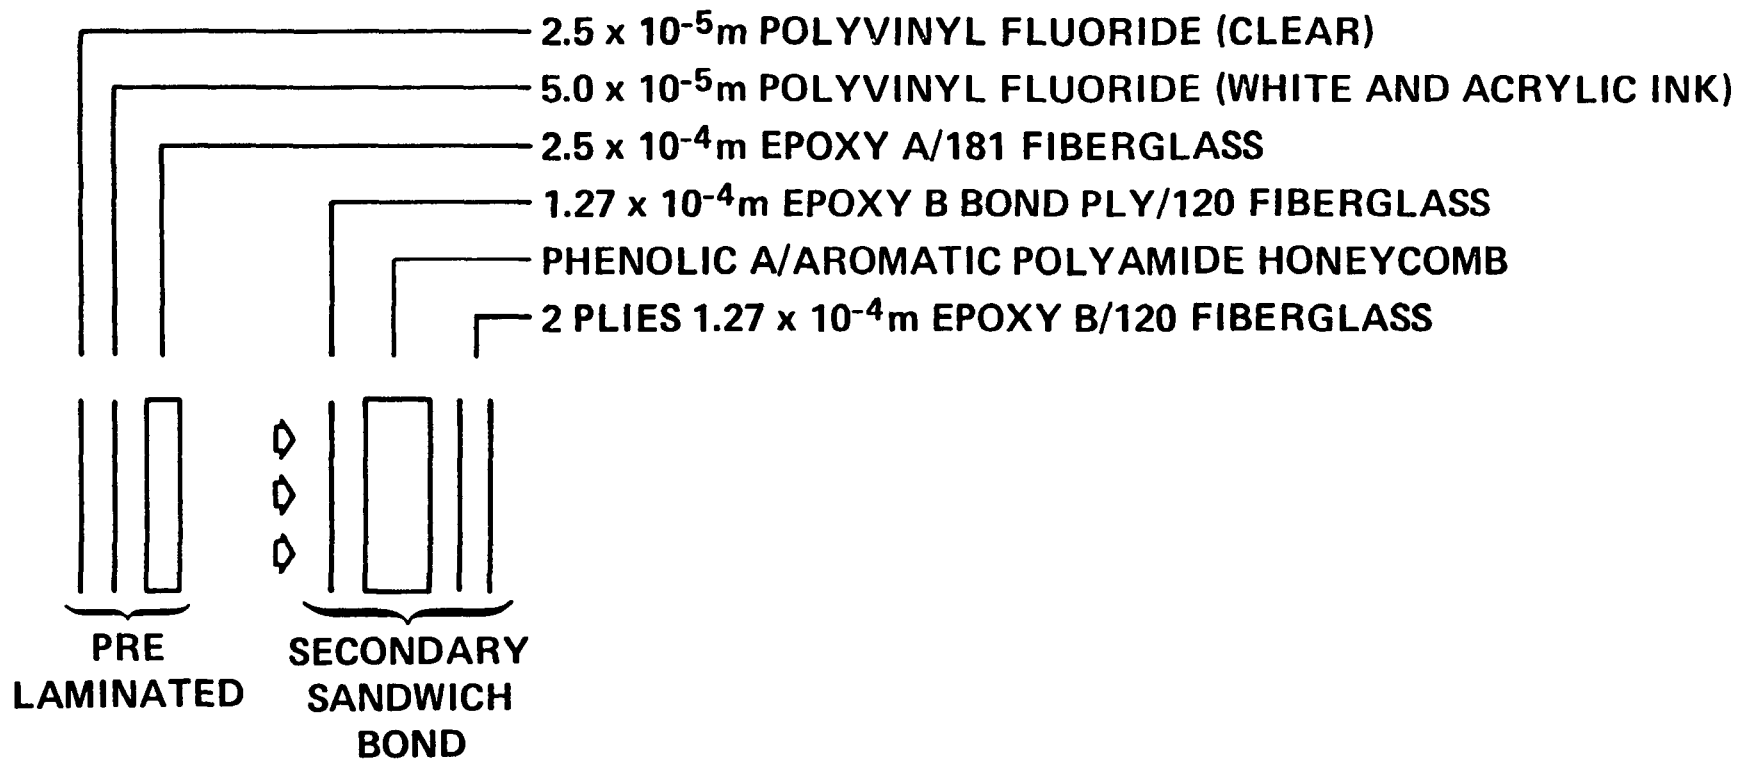 2.5 x 10⁻⁵m POLYVINYL FLUORIDE (CLEAR)
5.0 x 10⁻⁵m POLYVINYL FLUORIDE (WHITE AND ACRYLIC INK)
2.5 x 10⁻⁴m EPOXY A/181 FIBERGLASS
1.27 x 10⁻⁴m EPOXY B BOND PLY/120 FIBERGLASS
PHENOLIC A/AROMATIC POLYAMIDE HONEYCOMB
2 PLIES 1.27 x 10⁻⁴m EPOXY B/120 FIBERGLASS
PRE
LAMINATED
SECONDARY
SANDWICH
BOND